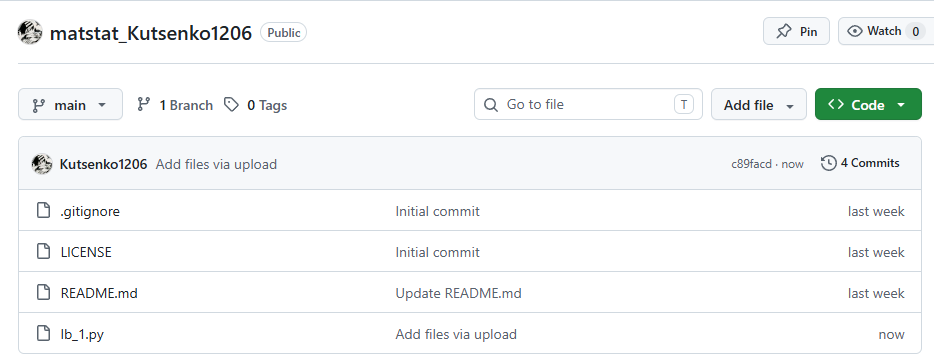 matstat_Kutsenko1206 Public Pin Watch 0
main 1 Branch 0 Tags Go to file T Add file Code
Kutsenko1206 Add files via upload c89facd · now 4 Commits
.gitignore Initial commit last week
LICENSE Initial commit last week
README.md Update README.md last week
lb_1.py Add files via upload now